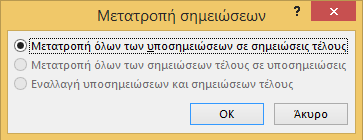 Μετατροπή σημειώσεων
Μετατροπή όλων των υποσημειώσεων σε σημειώσεις τέλους
Μετατροπή όλων των σημειώσεων τέλους σε υποσημειώσεις
Εναλλαγή υποσημειώσεων και σημειώσεων τέλους
OK
Άκυρο